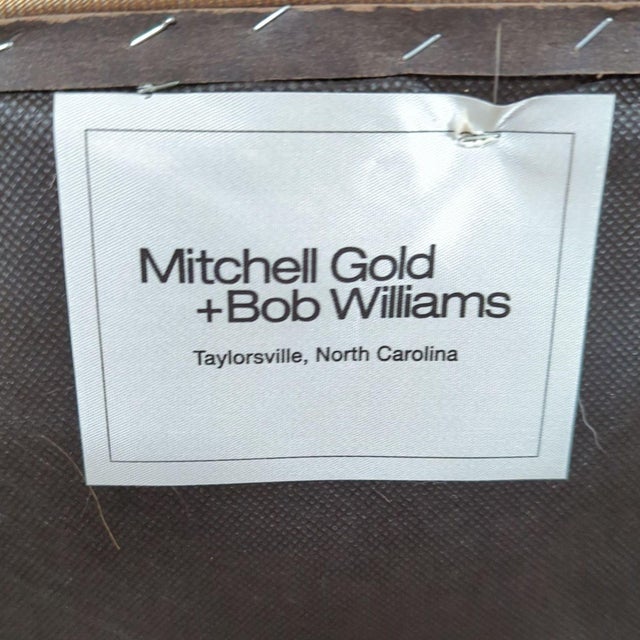 Mitchell Gold
+Bob Williams
Taylorsville, North Carolina